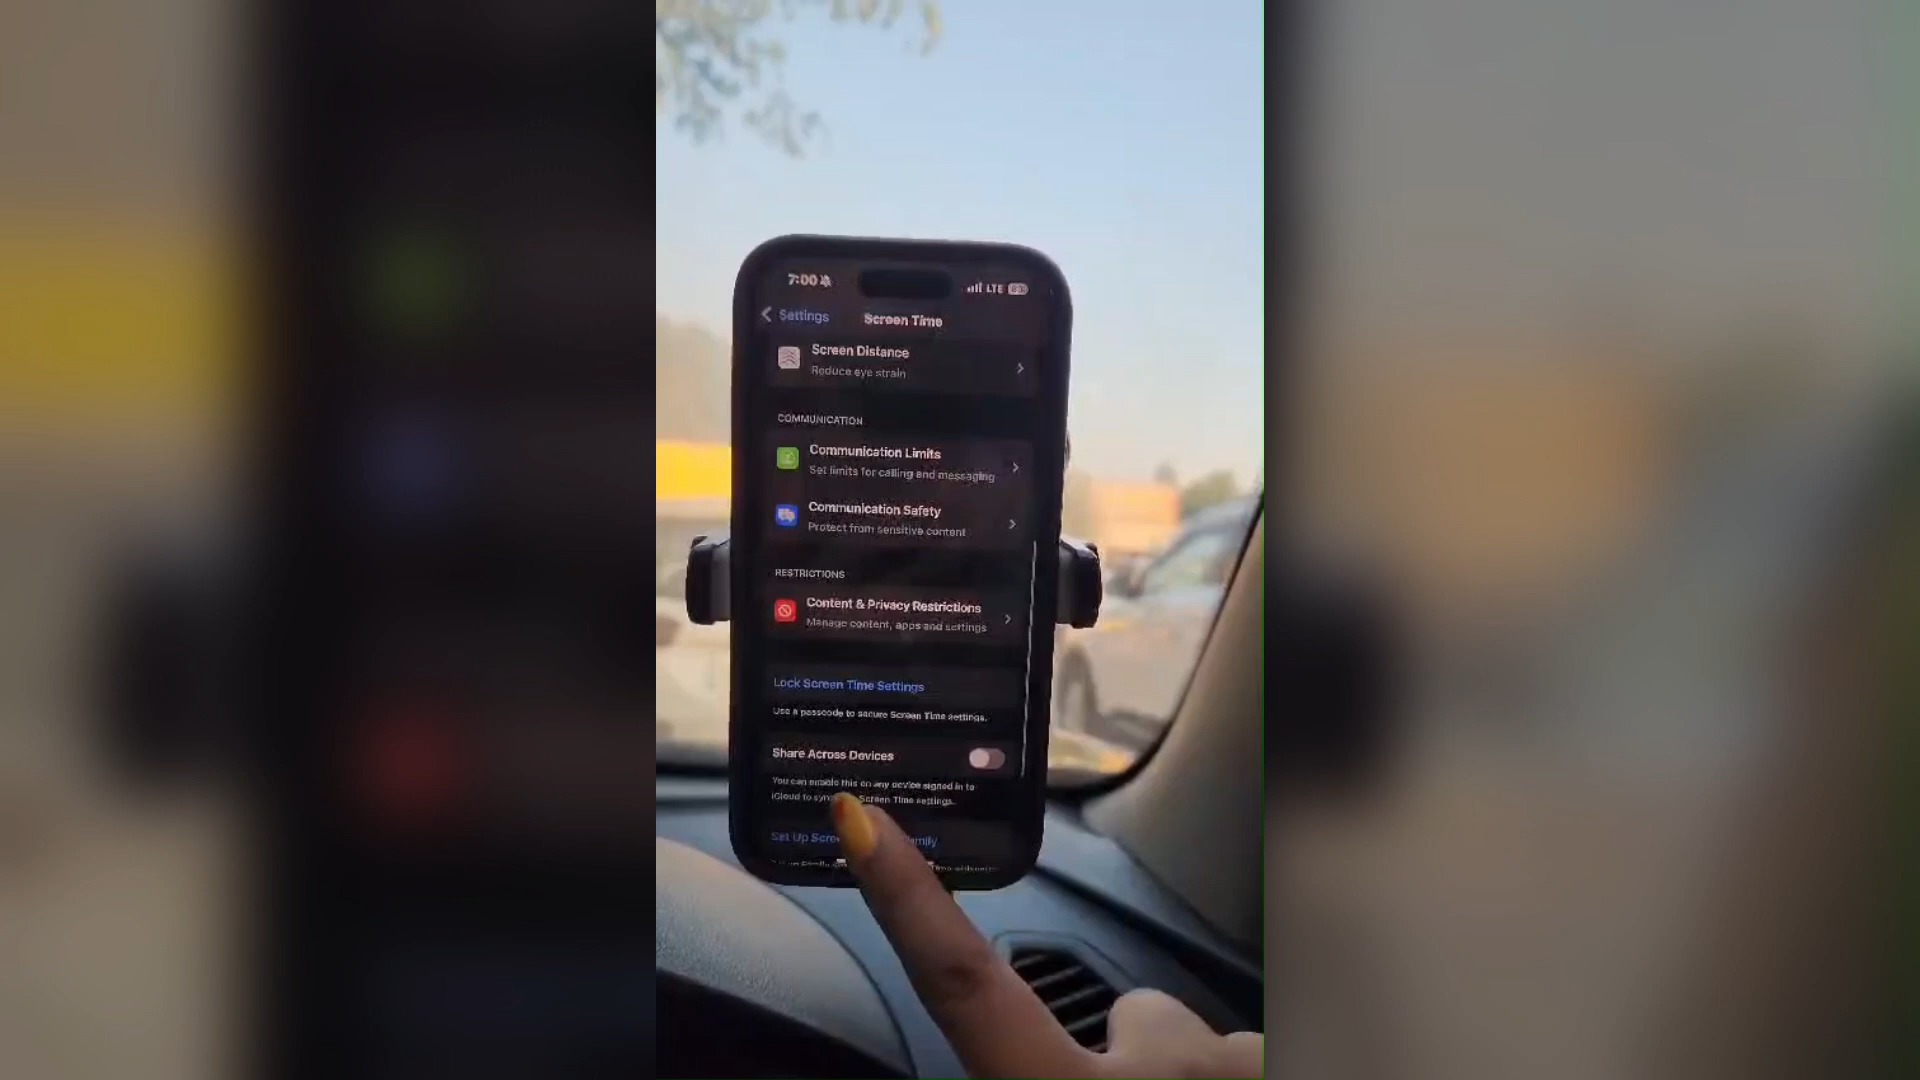 7:00
LTE
Settings
Screen Time
Screen Distance
Reduce eye strain
COMMUNICATION
Communication Limits
Set limits for calling and messaging
Communication Safety
Protect from sensitive content
RESTRICTIONS
Content & Privacy Restrictions
Manage content, apps and settings
Lock Screen Time Settings
Use a passcode to secure Screen Time settings.
Share Across Devices
You can enable this on any device signed in to
iCloud to Screen Time settings.
Set Up